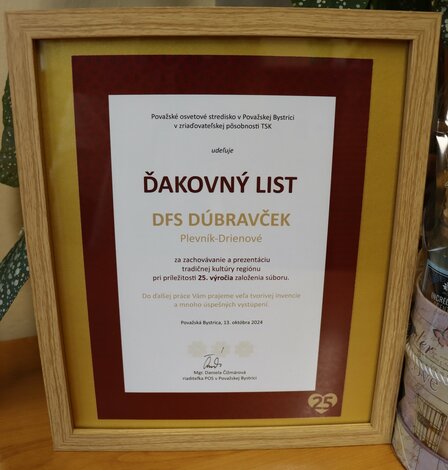 Považské osvetové stredisko v Považskej Bystrici
v zriaďovateľskej pôsobnosti TSK
udeľuje
ĎAKOVNÝ LIST
DFS DÚBRAVČEK
Plevník-Drienové
za zachovávanie a prezentáciu
tradičnej kultúry regiónu
pri príležitosti 25. výročia založenia súboru.
Do ďalšej práce Vám prajeme veľa tvorivej invencie
a mnoho úspešných vystúpení.
Považská Bystrica, 13. októbra 2024
Mgr. Daniela Čižmárová
riaditeľka POS v Považskej Bystrici
25